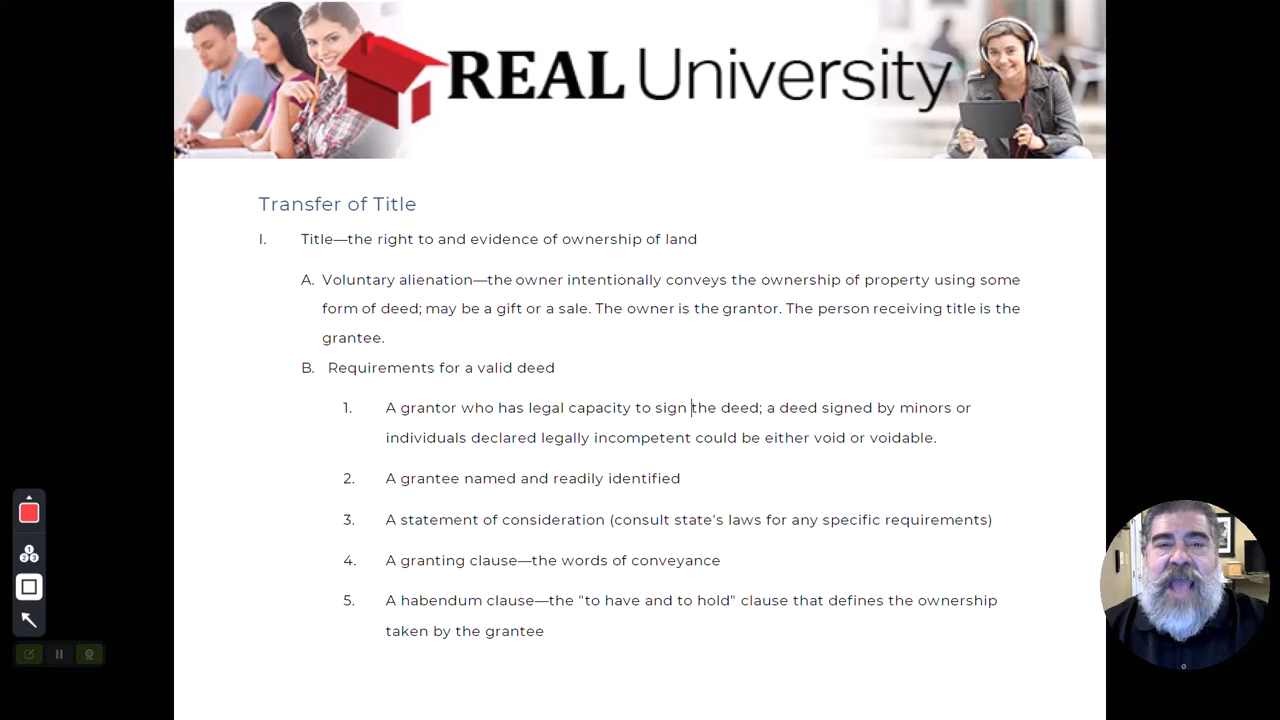 REAL University
Transfer of Title
I. Title—the right to and evidence of ownership of land
A. Voluntary alienation—the owner intentionally conveys the ownership of property using some
form of deed; may be a gift or a sale. The owner is the grantor. The person receiving title is the
grantee.
B. Requirements for a valid deed
1. A grantor who has legal capacity to sign the deed; a deed signed by minors or
individuals declared legally incompetent could be either void or voidable.
2. A grantee named and readily identified
3. A statement of consideration (consult state's laws for any specific requirements)
4. A granting clause—the words of conveyance
5. A habendum clause—the "to have and to hold" clause that defines the ownership
taken by the grantee